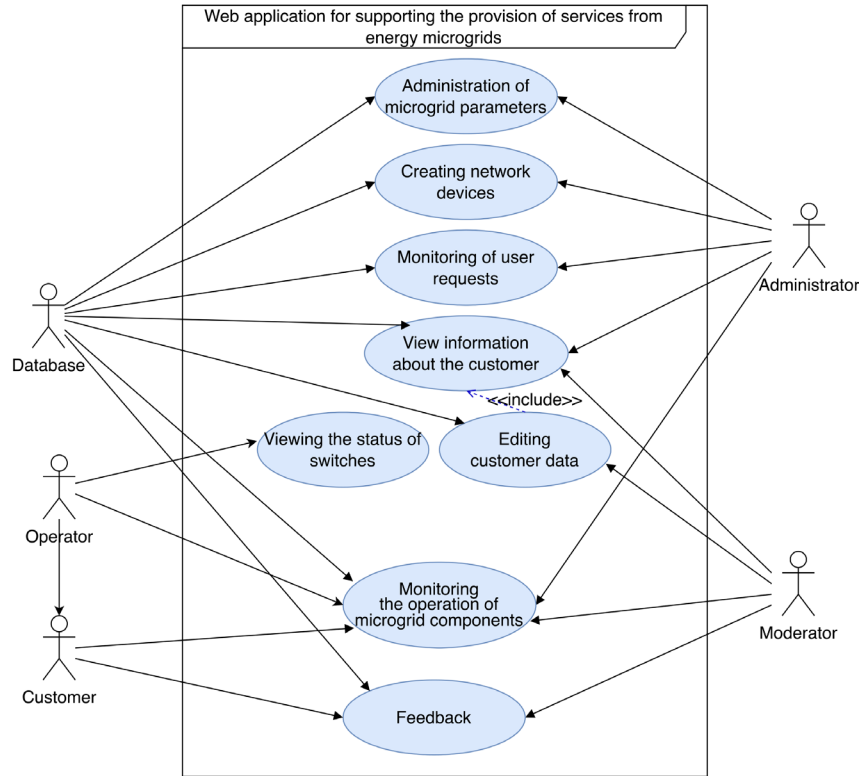 Web application for supporting the provision of services from
energy microgrids
Administration of
microgrid parameters
Creating network
devices
Monitoring of user
requests
Administrator
View information
about the customer
Database
<<include>>
Viewing the status of
switches
Editing
customer data
Operator
Monitoring
the operation of
microgrid components
Moderator
Customer
Feedback